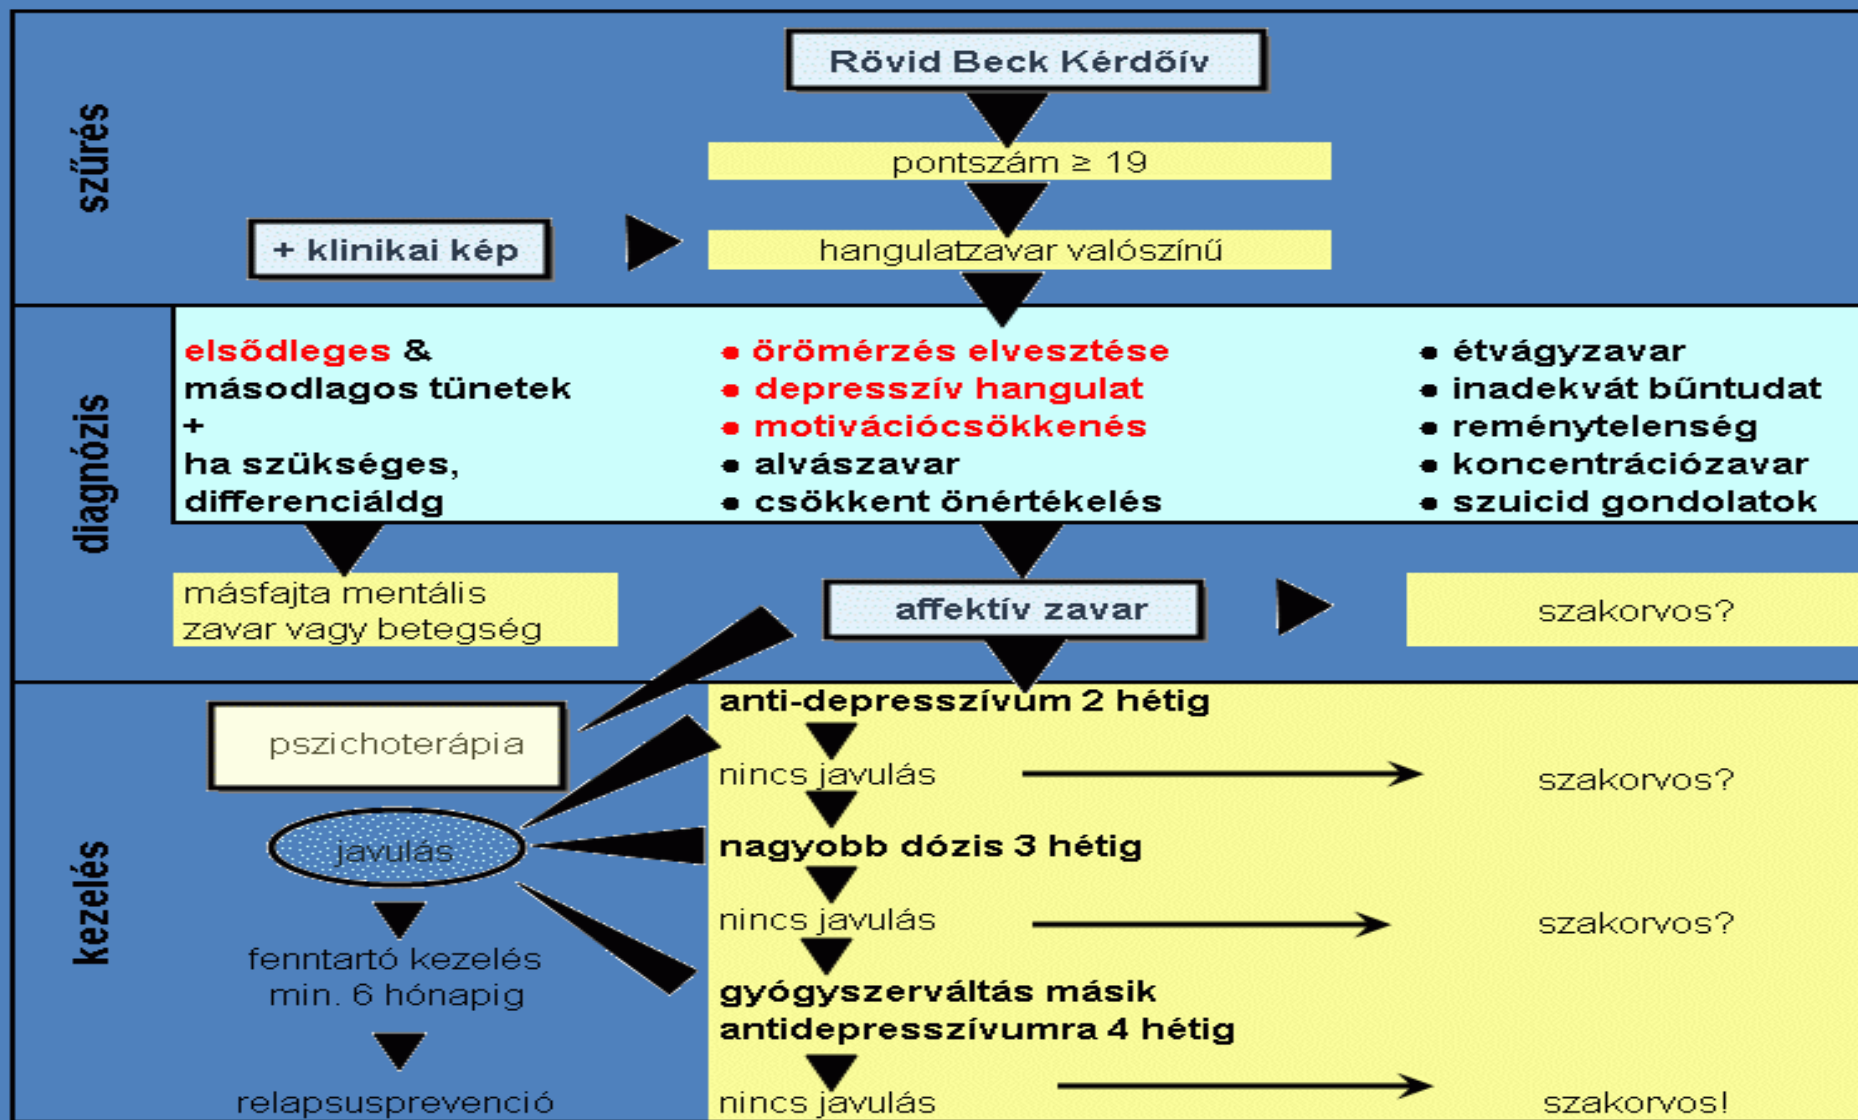 szűrés
Rövid Beck Kérdőív
pontszám ≥ 19
+ klinikai kép
hangulatzavar valószínű
diagnózis
elsődleges &
másodlagos tünetek
+
ha szükséges,
differenciáldg
• örömérzés elvesztése
• depresszív hangulat
• motivációcsökkenés
• alvászavar
• csökkent önértékelés
• étvágyzavar
• inadekvát bűntudat
• reménytelenség
• koncentrációzavar
• szuicid gondolatok
másfajta mentális
zavar vagy betegség
affektív zavar
szakorvos?
kezelés
pszichoterápia
javulás
fenntartó kezelés
min. 6 hónapig
relapsusprevenció
anti-depresszívum 2 hétig
nincs javulás
szakorvos?
nagyobb dózis 3 hétig
nincs javulás
szakorvos?
gyógyszerváltás másik
antidepresszívumra 4 hétig
nincs javulás
szakorvos!